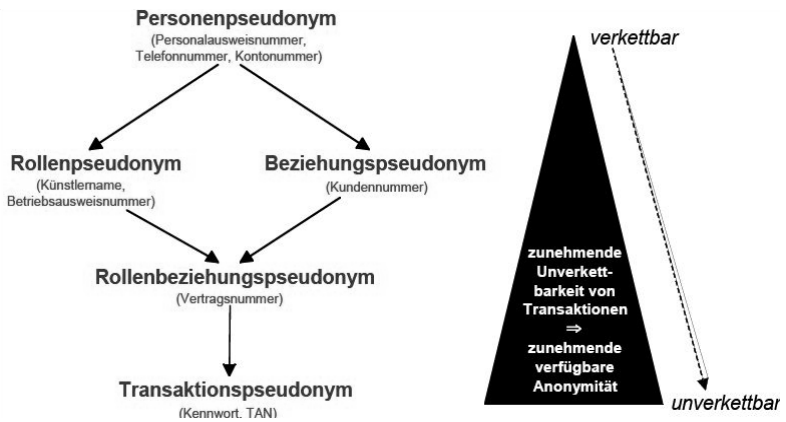 Personenpseudonym
(Personalausweisnummer,
Telefonnummer, Kontonummer)
Rollenpseudonym
(Künstlername,
Betriebsausweisnummer)
Beziehungspseudonym
(Kundennummer)
Rollenbeziehungspseudonym
(Vertragsnummer)
Transaktionspseudonym
(Kennwort, TAN)
verkettbar
zunehmende
Unverkett-
barkeit von
Transaktionen
⇒
zunehmende
verfügbare
Anonymität
unverkettbar